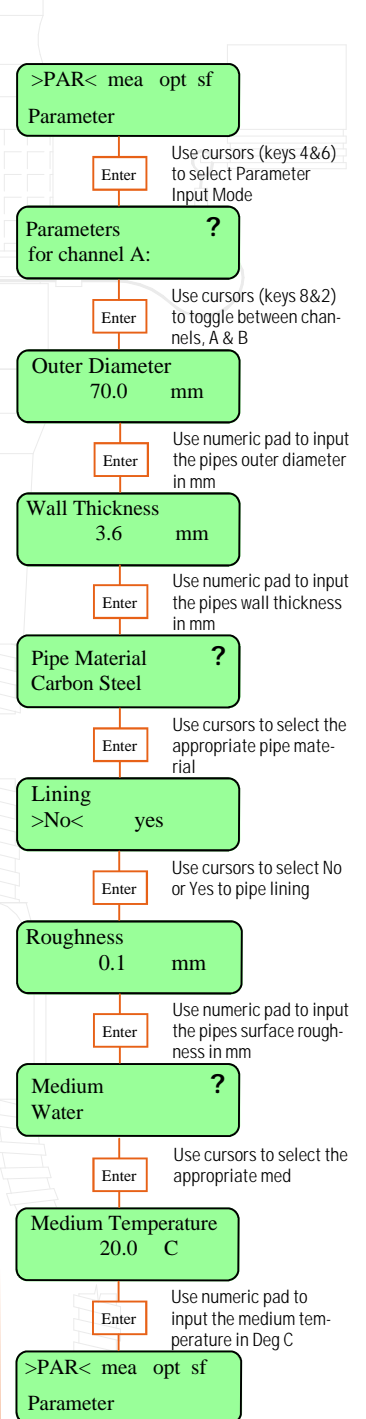 >PAR< mea opt sf
Parameter
Enter
Use cursors (keys 4&6)
to select Parameter
Input Mode
Parameters ?
for channel A:
Enter
Use cursors (keys 8&2)
to toggle between chan-
nels, A & B
Outer Diameter
70.0 mm
Enter
Use numeric pad to input
the pipes outer diameter
in mm
Wall Thickness
3.6 mm
Enter
Use numeric pad to input
the pipes wall thickness
in mm
Pipe Material ?
Carbon Steel
Enter
Use cursors to select the
appropriate pipe mate-
rial
Lining
>No< yes
Enter
Use cursors to select No
or Yes to pipe lining
Roughness
0.1 mm
Enter
Use numeric pad to input
the pipes surface rough-
ness in mm
Medium ?
Water
Enter
Use cursors to select the
appropriate med
Medium Temperature
20.0 C
Enter
Use numeric pad to
input the medium tem-
perature in Deg C
>PAR< mea opt sf
Parameter